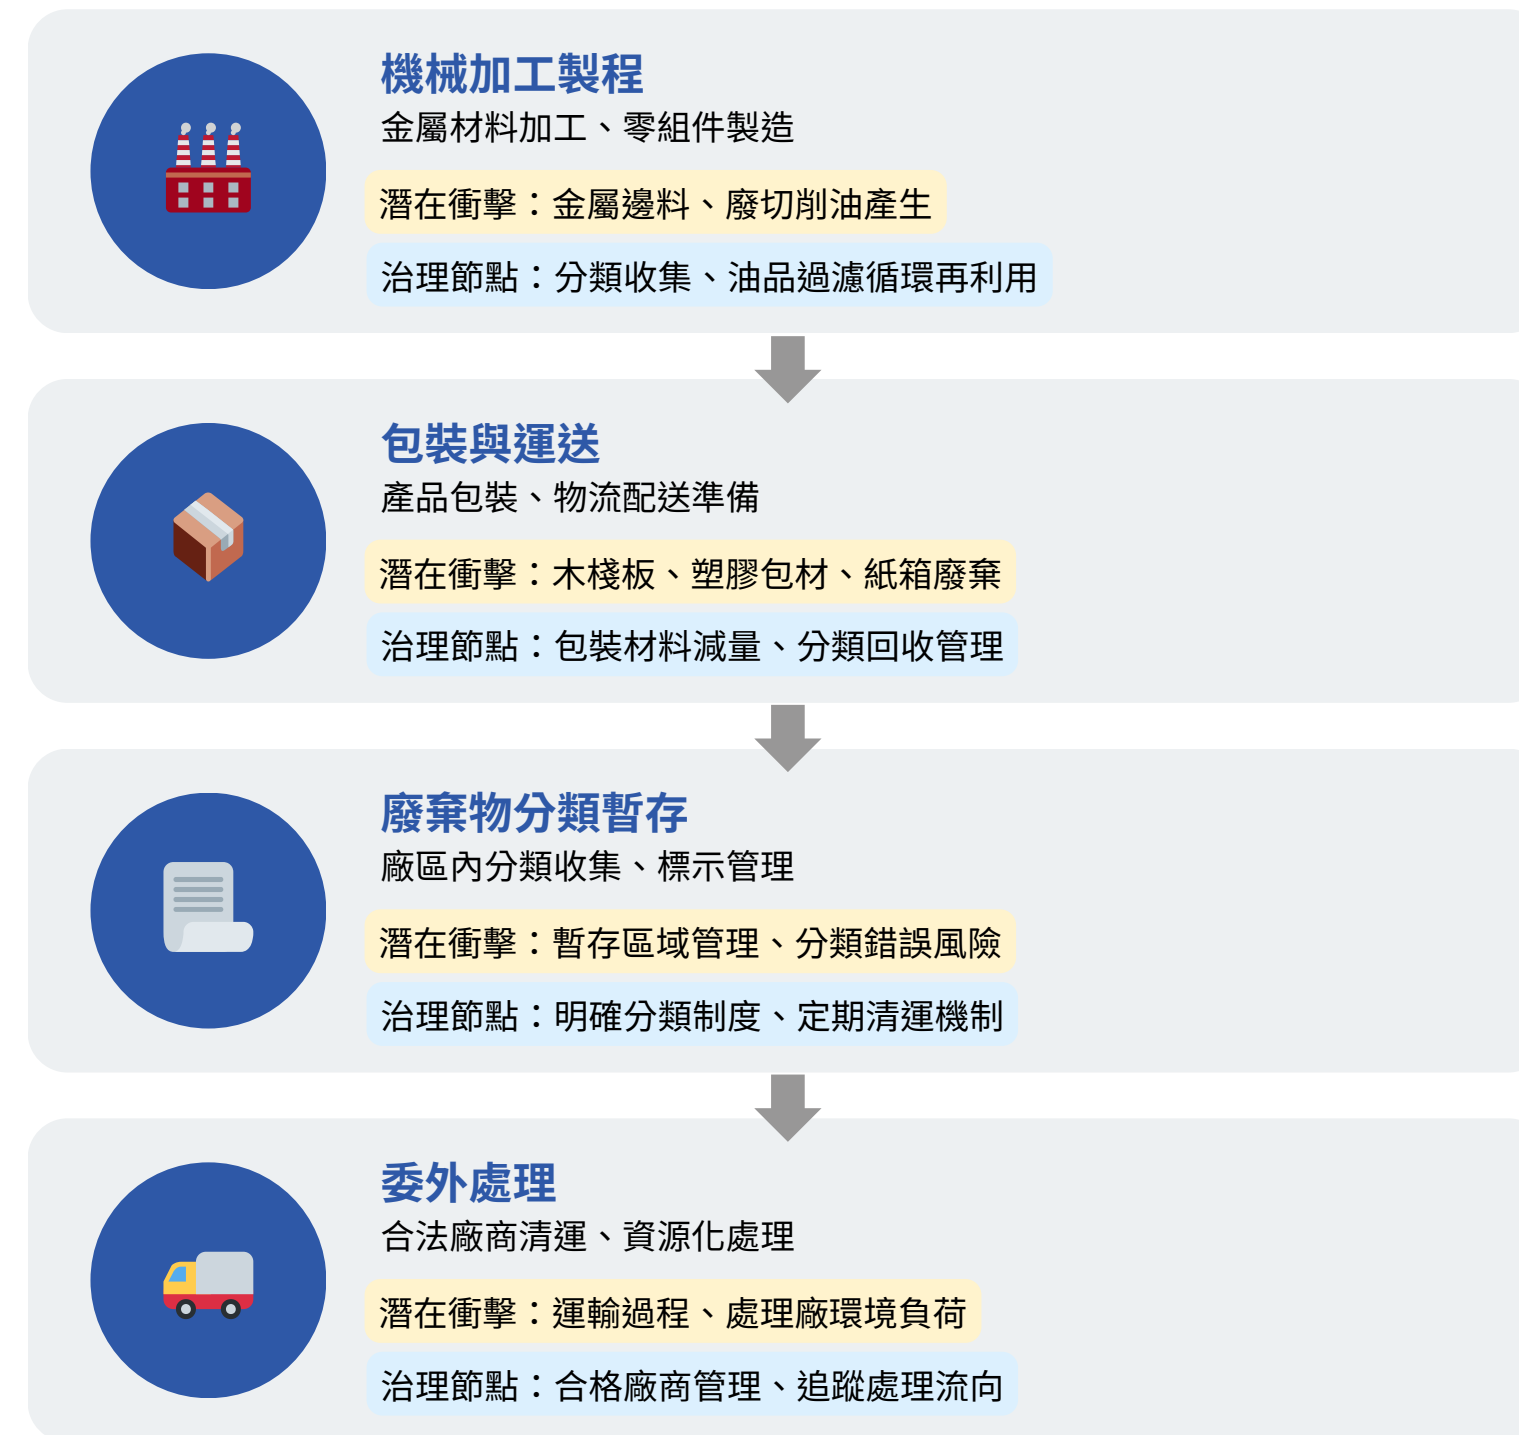 機械加工製程
金屬材料加工、零組件製造
潛在衝擊：金屬邊料、廢切削油產生
治理節點：分類收集、油品過濾循環再利用
包裝與運送
產品包裝、物流配送準備
潛在衝擊：木棧板、塑膠包材、紙箱廢棄
治理節點：包裝材料減量、分類回收管理
廢棄物分類暫存
廠區內分類收集、標示管理
潛在衝擊：暫存區域管理、分類錯誤風險
治理節點：明確分類制度、定期清運機制
委外處理
合法廠商清運、資源化處理
潛在衝擊：運輸過程、處理廠環境負荷
治理節點：合格廠商管理、追蹤處理流向